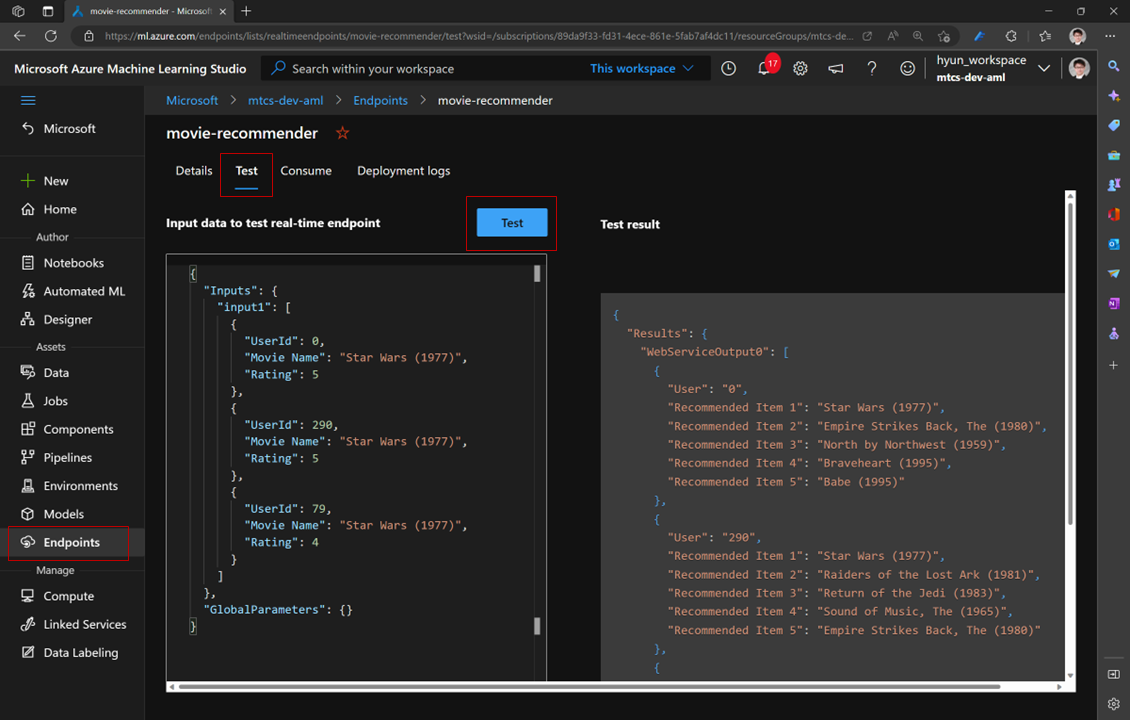 movie-recommender - Microsoft
https://ml.azure.com/endpoints/lists/realtimeendpoints/movie-recommender/test?wsid=/subscriptions/89da9f33-fd31-4ece-861e-5fab7af4dc11/resourceGroups/mtcs-de...
Microsoft Azure Machine Learning Studio
Search within your workspace
This workspace
17
hyun_workspace
mtcs-dev-aml
Microsoft > mtcs-dev-aml > Endpoints > movie-recommender
Microsoft
New
Home
Author
Notebooks
Automated ML
Designer
Assets
Data
Jobs
Components
Pipelines
Environments
Models
Endpoints
Manage
Compute
Linked Services
Data Labeling
movie-recommender
Details Test Consume Deployment logs
Input data to test real-time endpoint
Test
{
"Inputs": {
"input1": [
{
"UserId": 0,
"Movie Name": "Star Wars (1977)",
"Rating": 5
},
{
"UserId": 290,
"Movie Name": "Star Wars (1977)",
"Rating": 5
},
{
"UserId": 79,
"Movie Name": "Star Wars (1977)",
"Rating": 4
}
]
},
"GlobalParameters": {}
}
Test result
{
"Results": {
"WebServiceOutput0": [
{
"User": "0",
"Recommended Item 1": "Star Wars (1977)",
"Recommended Item 2": "Empire Strikes Back, The (1980)",
"Recommended Item 3": "North by Northwest (1959)",
"Recommended Item 4": "Braveheart (1995)",
"Recommended Item 5": "Babe (1995)"
},
{
"User": "290",
"Recommended Item 1": "Star Wars (1977)",
"Recommended Item 2": "Raiders of the Lost Ark (1981)",
"Recommended Item 3": "Return of the Jedi (1983)",
"Recommended Item 4": "Sound of Music, The (1965)",
"Recommended Item 5": "Empire Strikes Back, The (1980)"
},
{